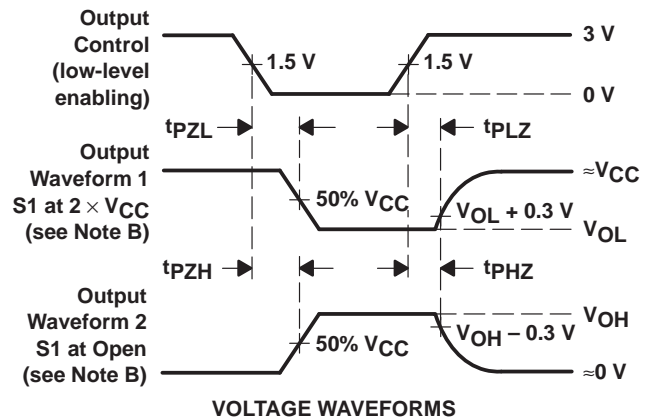 Output
Control
(low-level
enabling)
1.5 V
1.5 V
3 V
0 V
tPZL
tPLZ
Output
Waveform 1
S1 at 2 × VCC
(see Note B)
50% VCC
VOL + 0.3 V
≈VCC
VOL
tPZH
tPHZ
Output
Waveform 2
S1 at Open
(see Note B)
50% VCC
VOH – 0.3 V
VOH
≈0 V
VOLTAGE WAVEFORMS